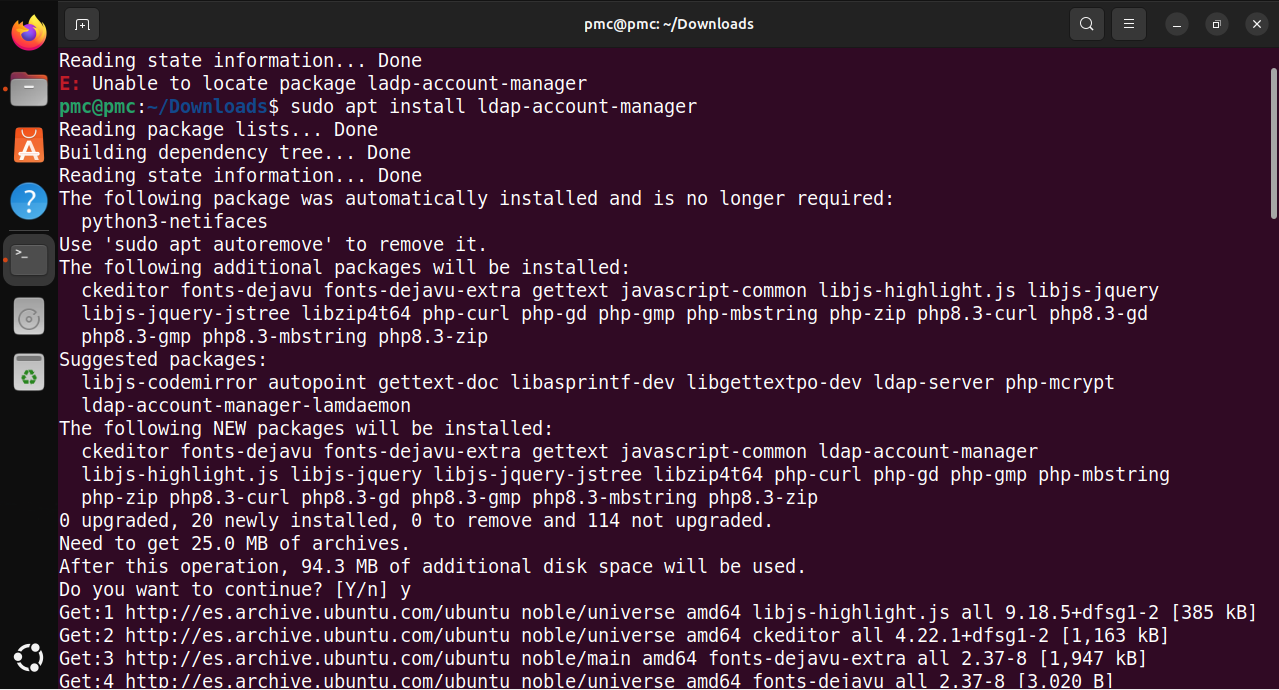 pmc@pmc: ~/Downloads
Reading state information... Done
E: Unable to locate package ladp-account-manager
pmc@pmc:~/Downloads$ sudo apt install ldap-account-manager
Reading package lists... Done
Building dependency tree... Done
Reading state information... Done
The following package was automatically installed and is no longer required:
  python3-netifaces
Use 'sudo apt autoremove' to remove it.
The following additional packages will be installed:
  ckeditor fonts-dejavu fonts-dejavu-extra gettext javascript-common libjs-highlight.js libjs-jquery
  libjs-jquery-jstree libzip4t64 php-curl php-gd php-gmp php-mbstring php-zip php8.3-curl php8.3-gd
  php8.3-gmp php8.3-mbstring php8.3-zip
Suggested packages:
  libjs-codemirror autopoint gettext-doc libasprintf-dev libgettextpo-dev ldap-server php-mcrypt
  ldap-account-manager-lamdaemon
The following NEW packages will be installed:
  ckeditor fonts-dejavu fonts-dejavu-extra gettext javascript-common ldap-account-manager
  libjs-highlight.js libjs-jquery libjs-jquery-jstree libzip4t64 php-curl php-gd php-gmp php-mbstring
  php-zip php8.3-curl php8.3-gd php8.3-gmp php8.3-mbstring php8.3-zip
0 upgraded, 20 newly installed, 0 to remove and 114 not upgraded.
Need to get 25.0 MB of archives.
After this operation, 94.3 MB of additional disk space will be used.
Do you want to continue? [Y/n] y
Get:1 http://es.archive.ubuntu.com/ubuntu noble/universe amd64 libjs-highlight.js all 9.18.5+dfsg1-2 [385 kB]
Get:2 http://es.archive.ubuntu.com/ubuntu noble/universe amd64 ckeditor all 4.22.1+dfsg1-2 [1,163 kB]
Get:3 http://es.archive.ubuntu.com/ubuntu noble/main amd64 fonts-dejavu-extra all 2.37-8 [1,947 kB]
Get:4 http://es.archive.ubuntu.com/ubuntu noble/universe amd64 fonts-dejavu all 2.37-8 [3,020 B]